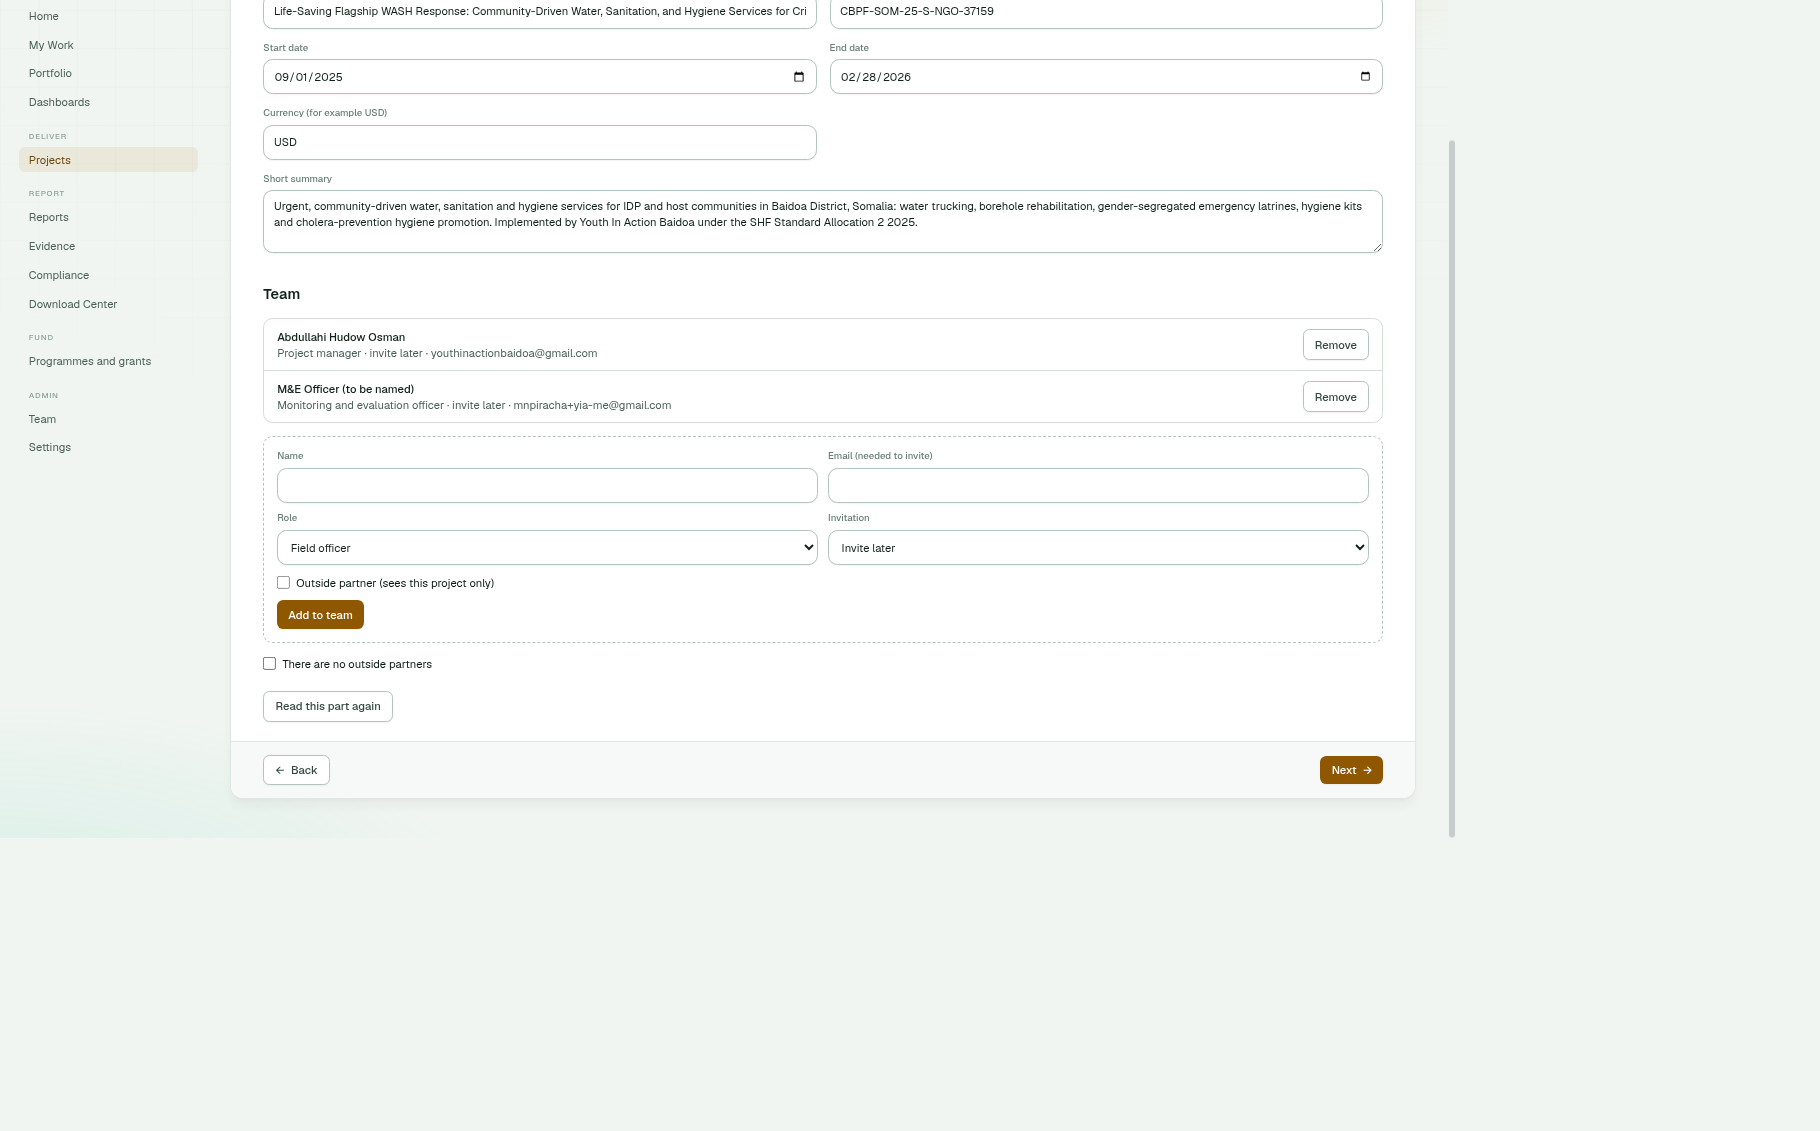 Home
My Work
Portfolio
Dashboards
DELIVER
Projects
REPORT
Reports
Evidence
Compliance
Download Center
FUND
Programmes and grants
ADMIN
Team
Settings
Life-Saving Flagship WASH Response: Community-Driven Water, Sanitation, and Hygiene Services for Cri
CBPF-SOM-25-S-NGO-37159
Start date
End date
09/01/2025
02/28/2026
Currency (for example USD)
USD
Short summary
Urgent, community-driven water, sanitation and hygiene services for IDP and host communities in Baidoa District, Somalia: water trucking, borehole rehabilitation, gender-segregated emergency latrines, hygiene kits
and cholera-prevention hygiene promotion. Implemented by Youth In Action Baidoa under the SHF Standard Allocation 2 2025.
Team
Abdullahi Hudow Osman
Project manager · invite later · youthinactionbaidoa@gmail.com
Remove
M&E Officer (to be named)
Monitoring and evaluation officer · invite later · mnpiracha+yia-me@gmail.com
Remove
Name
Email (needed to invite)
Role
Invitation
Field officer
Invite later
Outside partner (sees this project only)
Add to team
There are no outside partners
Read this part again
← Back
Next →